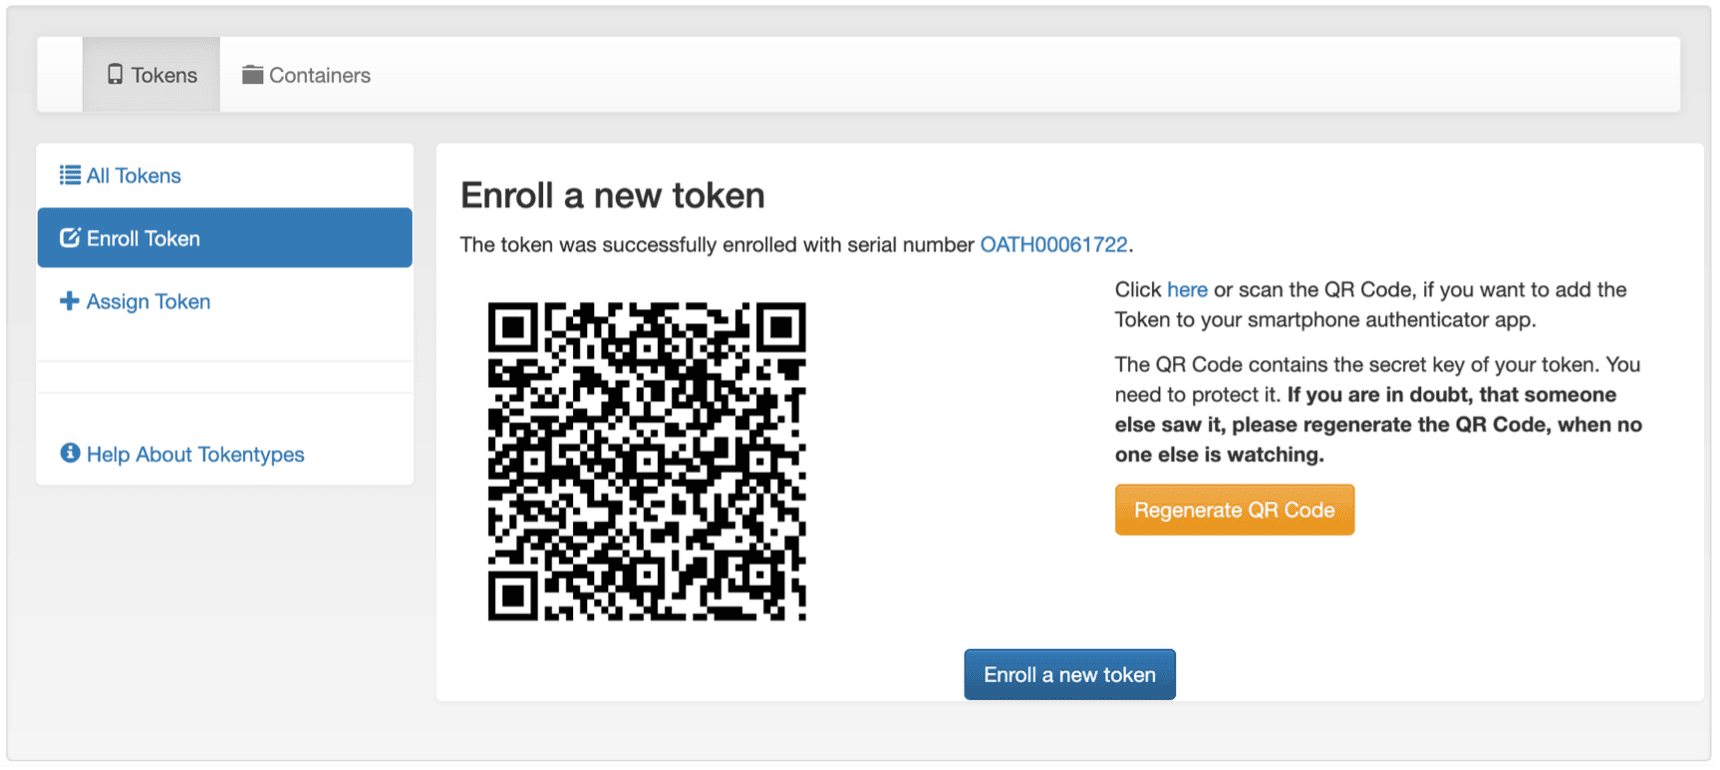 Tokens
Containers
All Tokens
Enroll Token
Assign Token
Help About Tokentypes
Enroll a new token
The token was successfully enrolled with serial number OATH00061722.
Click here or scan the QR Code, if you want to add the
Token to your smartphone authenticator app.
The QR Code contains the secret key of your token. You
need to protect it. If you are in doubt, that someone
else saw it, please regenerate the QR Code, when no
one else is watching.
Regenerate QR Code
Enroll a new token